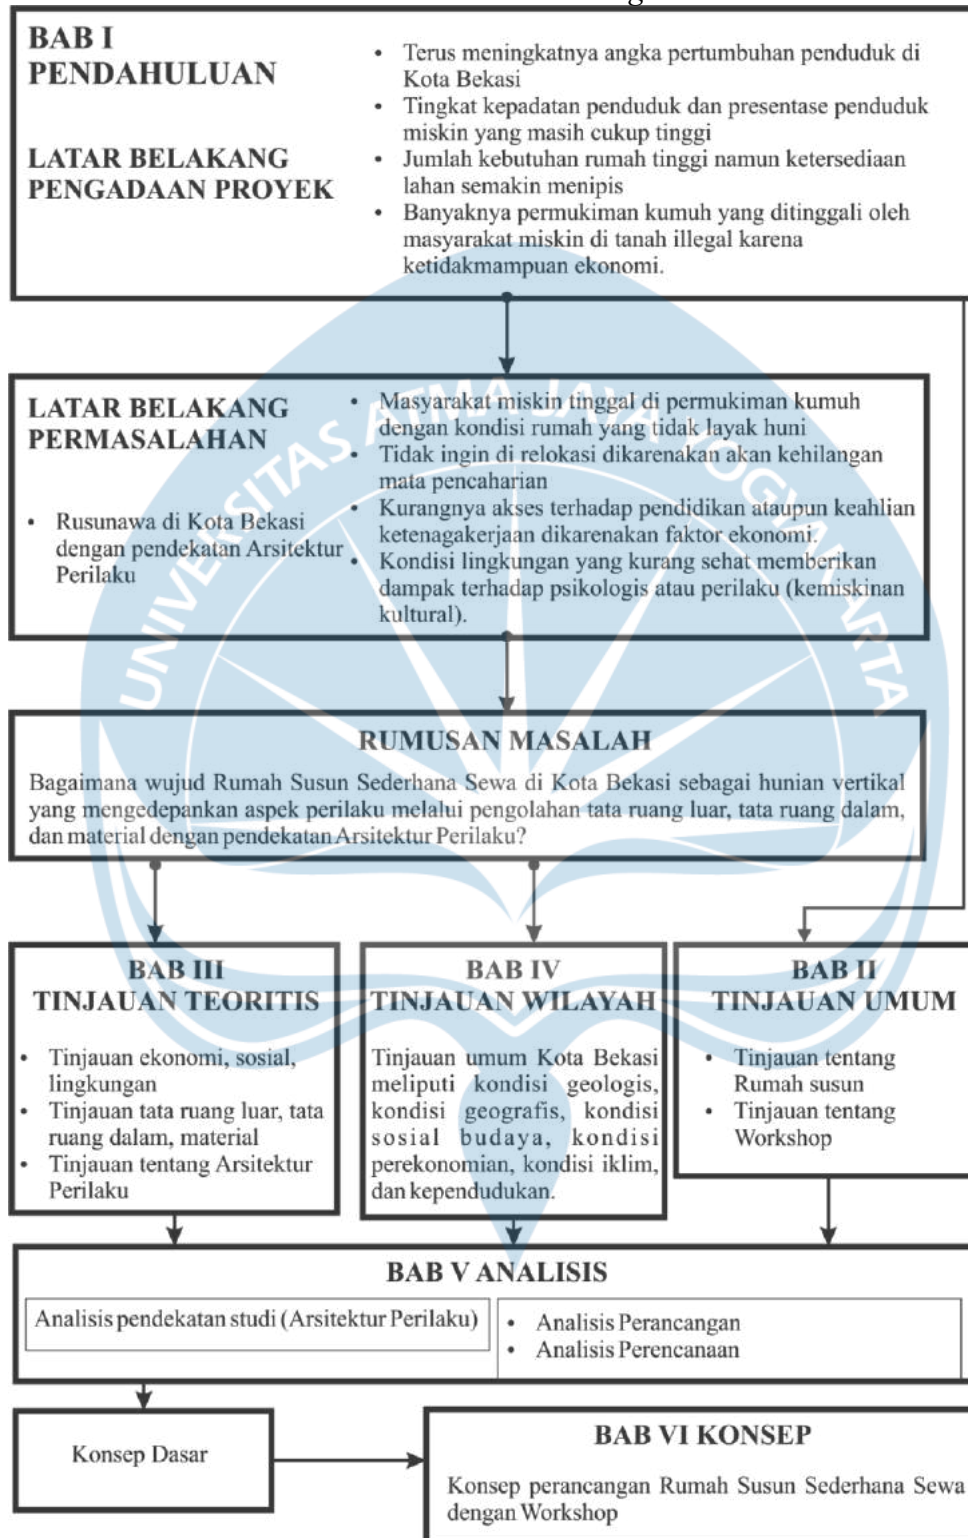 BAB I
PENDAHULUAN
LATAR BELAKANG
PENGADAAN PROYEK
• Terus meningkatnya angka pertumbuhan penduduk di
Kota Bekasi
• Tingkat kepadatan penduduk dan presentase penduduk
miskin yang masih cukup tinggi
• Jumlah kebutuhan rumah tinggi namun ketersediaan
lahan semakin menipis
• Banyaknya permukiman kumuh yang ditinggali oleh
masyarakat miskin di tanah illegal karena
ketidakmampuan ekonomi.
LATAR BELAKANG
PERMASALAHAN
• Rusunawa di Kota Bekasi
dengan pendekatan Arsitektur
Perilaku
• Masyarakat miskin tinggal di permukiman kumuh
dengan kondisi rumah yang tidak layak huni
• Tidak ingin di relokasi dikarenakan akan kehilangan
mata pencaharian
• Kurangnya akses terhadap pendidikan ataupun keahlian
ketenagakerjaan dikarenakan faktor ekonomi.
• Kondisi lingkungan yang kurang sehat memberikan
dampak terhadap psikologis atau perilaku (kemiskinan
kultural).
RUMUSAN MASALAH
Bagaimana wujud Rumah Susun Sederhana Sewa di Kota Bekasi sebagai hunian vertikal
yang mengedepankan aspek perilaku melalui pengolahan tata ruang luar, tata ruang dalam,
dan material dengan pendekatan Arsitektur Perilaku?
BAB III
TINJAUAN TEORITIS
• Tinjauan ekonomi, sosial,
lingkungan
• Tinjauan tata ruang luar, tata
ruang dalam, material
• Tinjauan tentang Arsitektur
Perilaku
BAB IV
TINJAUAN WILAYAH
Tinjauan umum Kota Bekasi
meliputi kondisi geologis,
kondisi geografis, kondisi
sosial budaya, kondisi
perekonomian, kondisi iklim,
dan kependudukan.
BAB II
TINJAUAN UMUM
• Tinjauan tentang
Rumah susun
• Tinjauan tentang
Workshop
BAB V ANALISIS
Analisis pendekatan studi (Arsitektur Perilaku)
• Analisis Perancangan
• Analisis Perencanaan
Konsep Dasar
BAB VI KONSEP
Konsep perancangan Rumah Susun Sederhana Sewa
dengan Workshop
UNIVERSITAS ATMA JAYA YOGYAKARTA